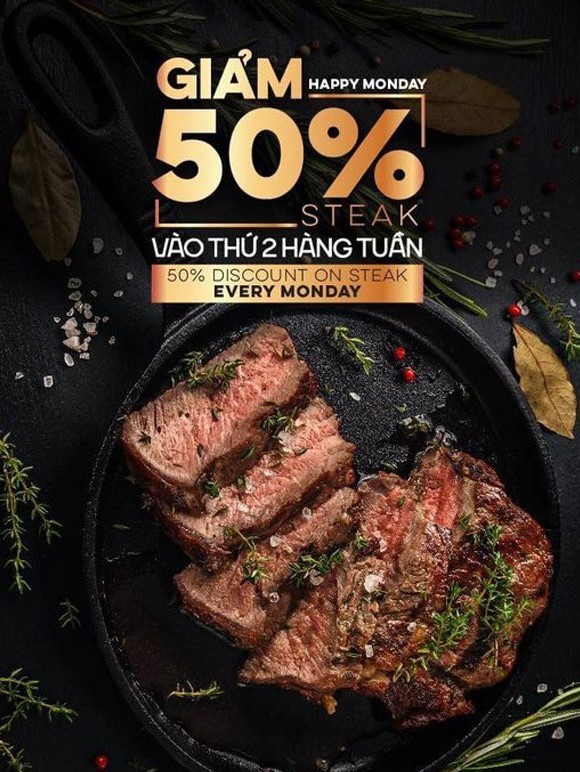 GIẢM HAPPY MONDAY
50%
STEAK
VÀO THỨ 2 HÀNG TUẦN
50% DISCOUNT ON STEAK
EVERY MONDAY